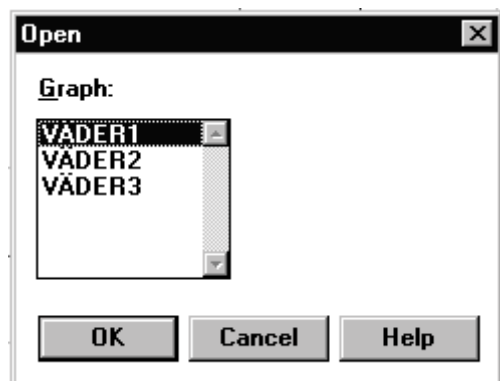 Open
Graph:
VÄDER1
VÄDER2
VÄDER3
OK Cancel Help